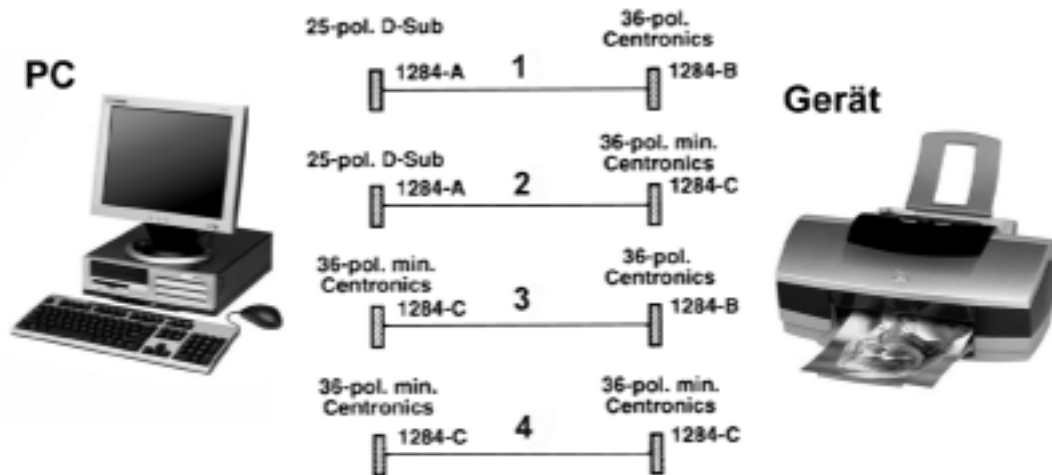 PC
25-pol. D-Sub
36-pol.
Centronics
1284-A
1
1284-B
Gerät
25-pol. D-Sub
36-pol. min.
Centronics
1284-A
2
1284-C
36-pol. min.
Centronics
36-pol.
Centronics
1284-C
3
1284-B
36-pol. min.
Centronics
36-pol. min.
Centronics
1284-C
4
1284-C